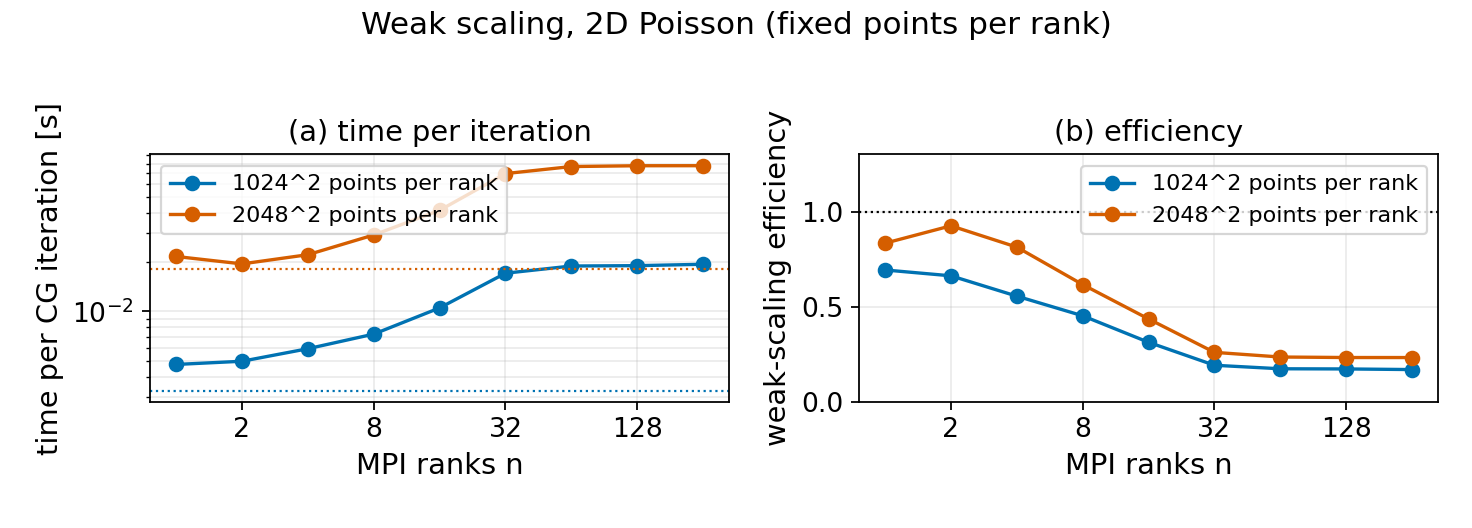 Weak scaling, 2D Poisson (fixed points per rank)
(a) time per iteration
time per CG iteration [s]
1024^2 points per rank
2048^2 points per rank
10^{-2}
2 8 32 128
MPI ranks n
(b) efficiency
weak-scaling efficiency
1024^2 points per rank
2048^2 points per rank
1.0
0.5
0.0
2 8 32 128
MPI ranks n